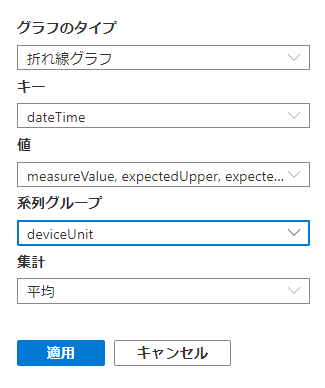 グラフのタイプ
折れ線グラフ
キー
dateTime
値
measureValue, expectedUpper, expecte...
系列グループ
deviceUnit
集計
平均
適用 キャンセル